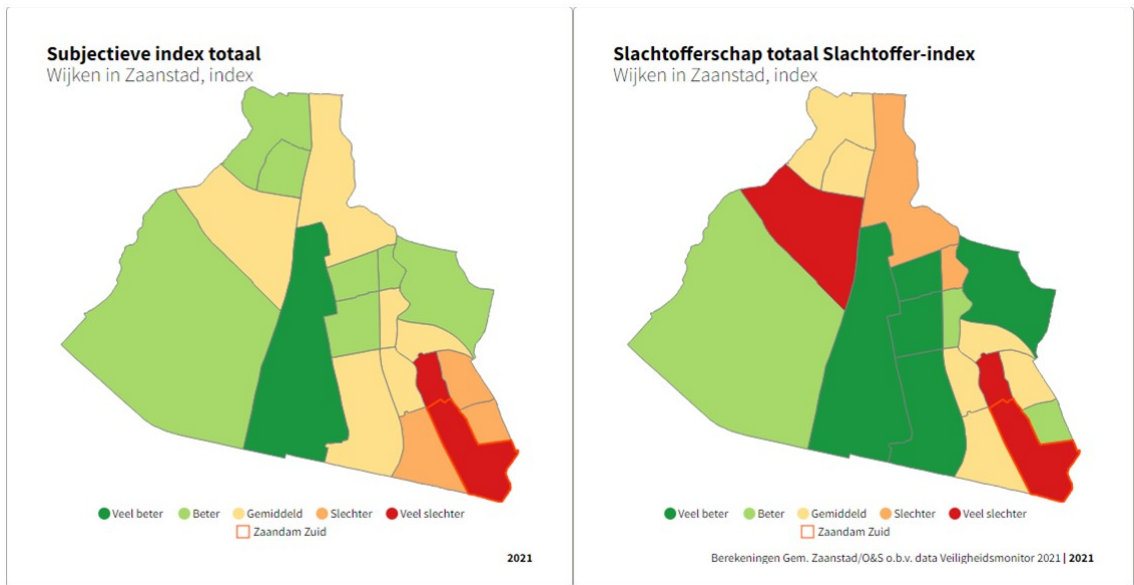 Subjectieve index totaal
Wijken in Zaanstad, index
Veel beter Beter Gemiddeld Slechter Veel slechter
Zaandam Zuid
2021
Slachtofferschap totaal Slachtoffer-index
Wijken in Zaanstad, index
Veel beter Beter Gemiddeld Slechter Veel slechter
Zaandam Zuid
Berekeningen Gem. Zaanstad/O&S o.b.v. data Veiligheidsmonitor 2021 | 2021